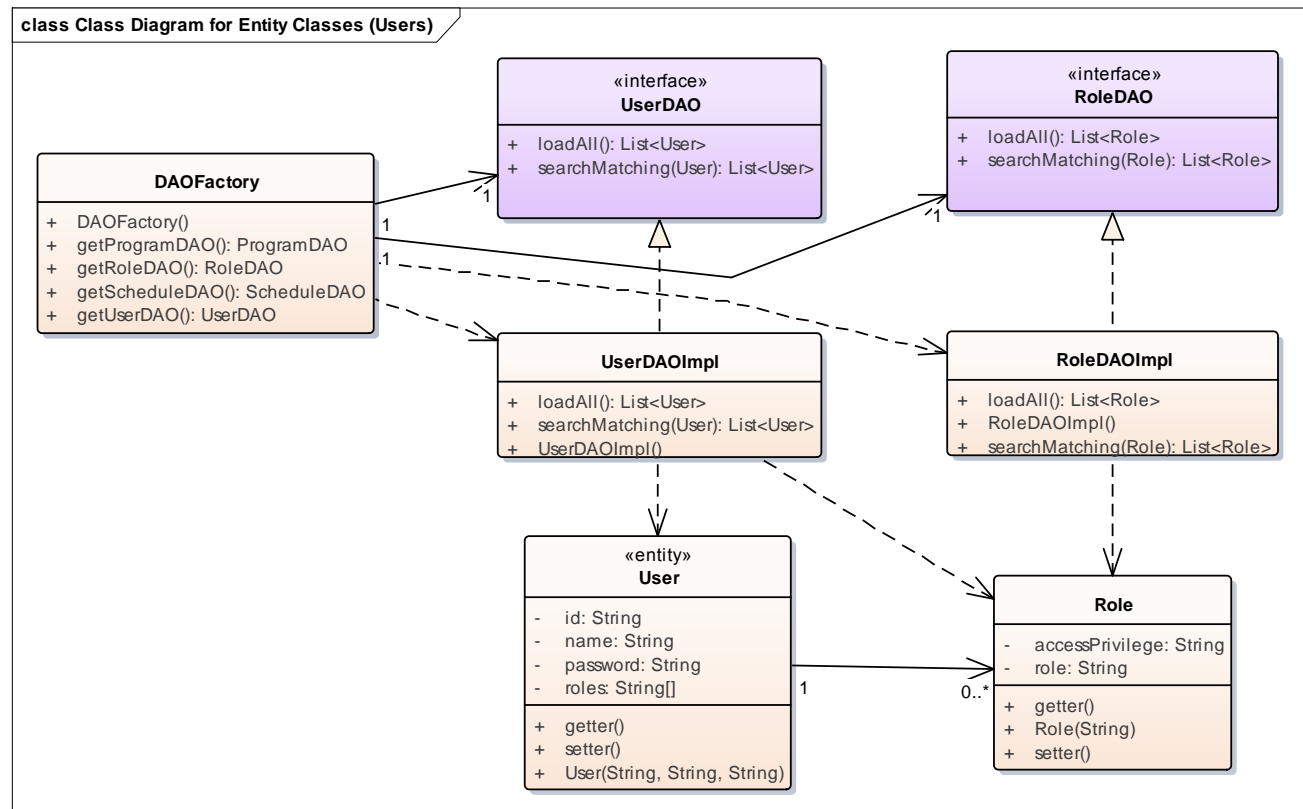 class Class Diagram for Entity Classes (Users)
«interface»
UserDAO
+ loadAll(): List<User>
+ searchMatching(User): List<User>
«interface»
RoleDAO
+ loadAll(): List<Role>
+ searchMatching(Role): List<Role>
DAOFactory
+ DAOFactory()
+ getProgramDAO(): ProgramDAO
+ getRoleDAO(): RoleDAO
+ getScheduleDAO(): ScheduleDAO
+ getUserDAO(): UserDAO
1
1
1
1
UserDAOImpl
+ loadAll(): List<User>
+ searchMatching(User): List<User>
+ UserDAOImpl()
RoleDAOImpl
+ loadAll(): List<Role>
+ RoleDAOImpl()
+ searchMatching(Role): List<Role>
«entity»
User
- id: String
- name: String
- password: String
- roles: String[]
+ getter()
+ setter()
+ User(String, String, String)
1
0..*
Role
- accessPrivilege: String
- role: String
+ getter()
+ Role(String)
+ setter()